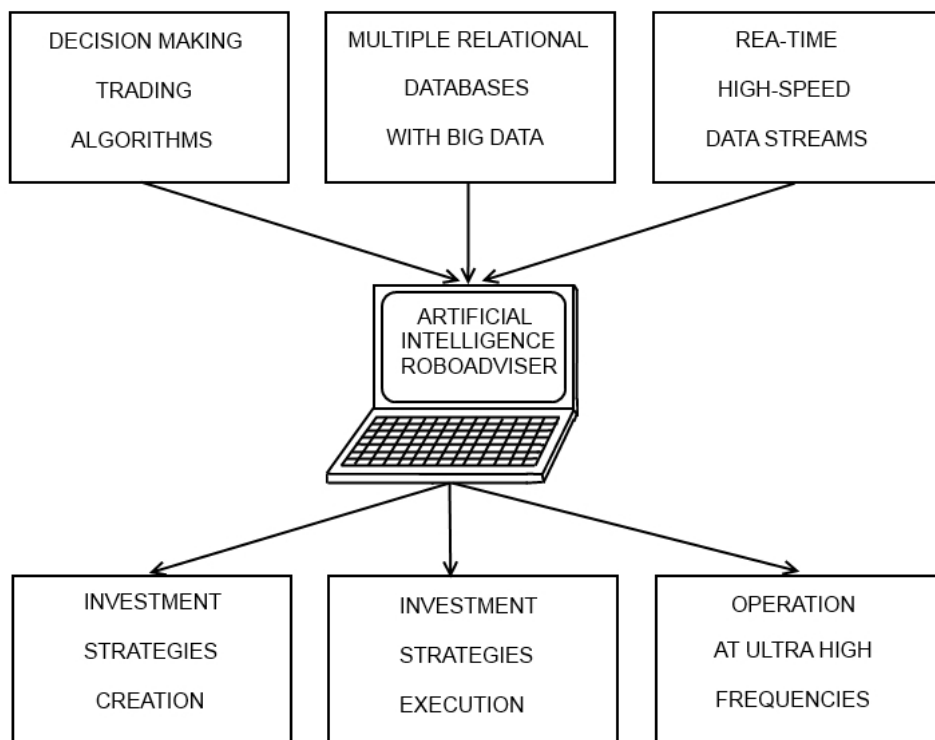 DECISION MAKING
TRADING
ALGORITHMS
MULTIPLE RELATIONAL
DATABASES
WITH BIG DATA
REA-TIME
HIGH-SPEED
DATA STREAMS
ARTIFICIAL
INTELLIGENCE
ROBOADVISER
INVESTMENT
STRATEGIES
CREATION
INVESTMENT
STRATEGIES
EXECUTION
OPERATION
AT ULTRA HIGH
FREQUENCIES